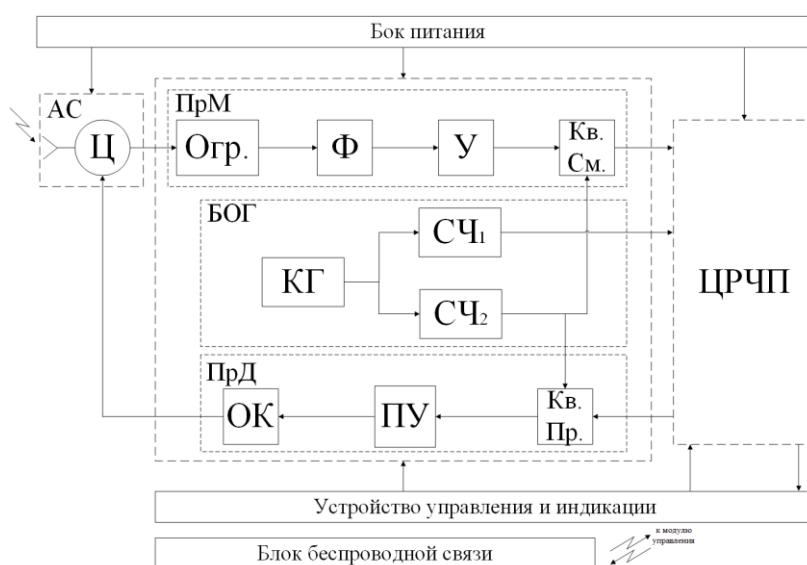 Бок питания
АС
Ц
ПрМ
Огр.
Ф
У
Кв.
См.
БОГ
КГ
СЧ1
СЧ2
ЦРЧП
ПрД
ОК
ПУ
Кв.
Пр.
Устройство управления и индикации
Блок беспроводной связи
к модулю
управления